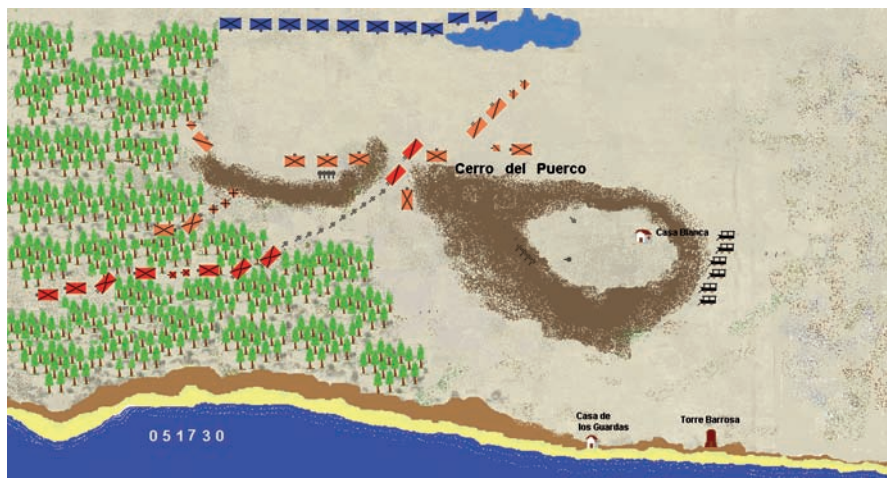 Cerro del Puerco
Casa Blanca
Casa de
los Guardas
Torre Barrosa
051730